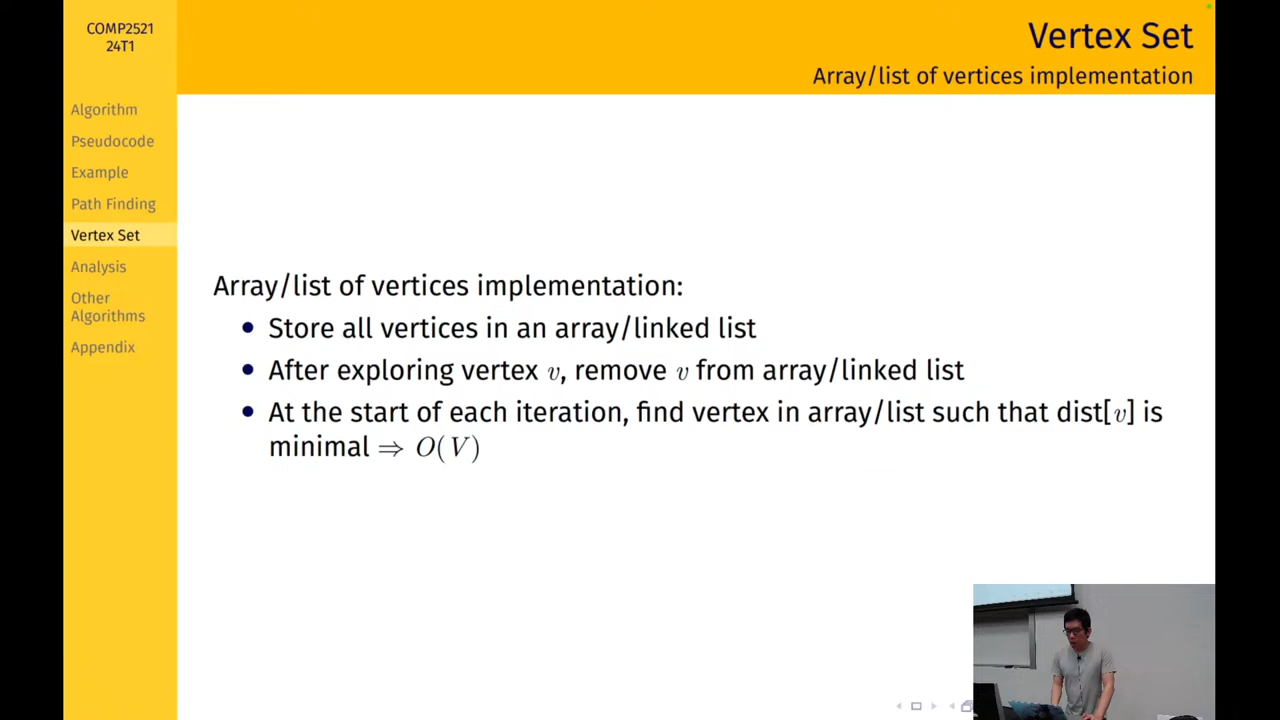 COMP2521
24T1
Vertex Set
Array/list of vertices implementation
Algorithm
Pseudocode
Example
Path Finding
Vertex Set
Analysis
Other
Algorithms
Appendix
Array/list of vertices implementation:
• Store all vertices in an array/linked list
• After exploring vertex v, remove v from array/linked list
• At the start of each iteration, find vertex in array/list such that dist[v] is
minimal ⇒ O(V)